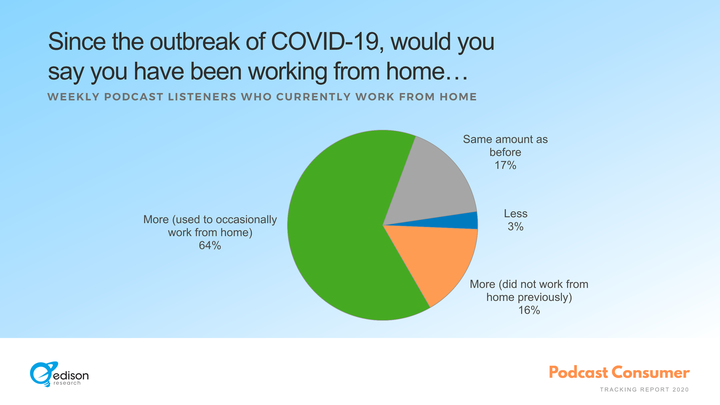 Since the outbreak of COVID-19, would you
say you have been working from home…
WEEKLY PODCAST LISTENERS WHO CURRENTLY WORK FROM HOME
Same amount as
before
17%
More (used to occasionally
work from home)
64%
Less
3%
More (did not work from
home previously)
16%
edison
research
Podcast Consumer
TRACKING REPORT 2020